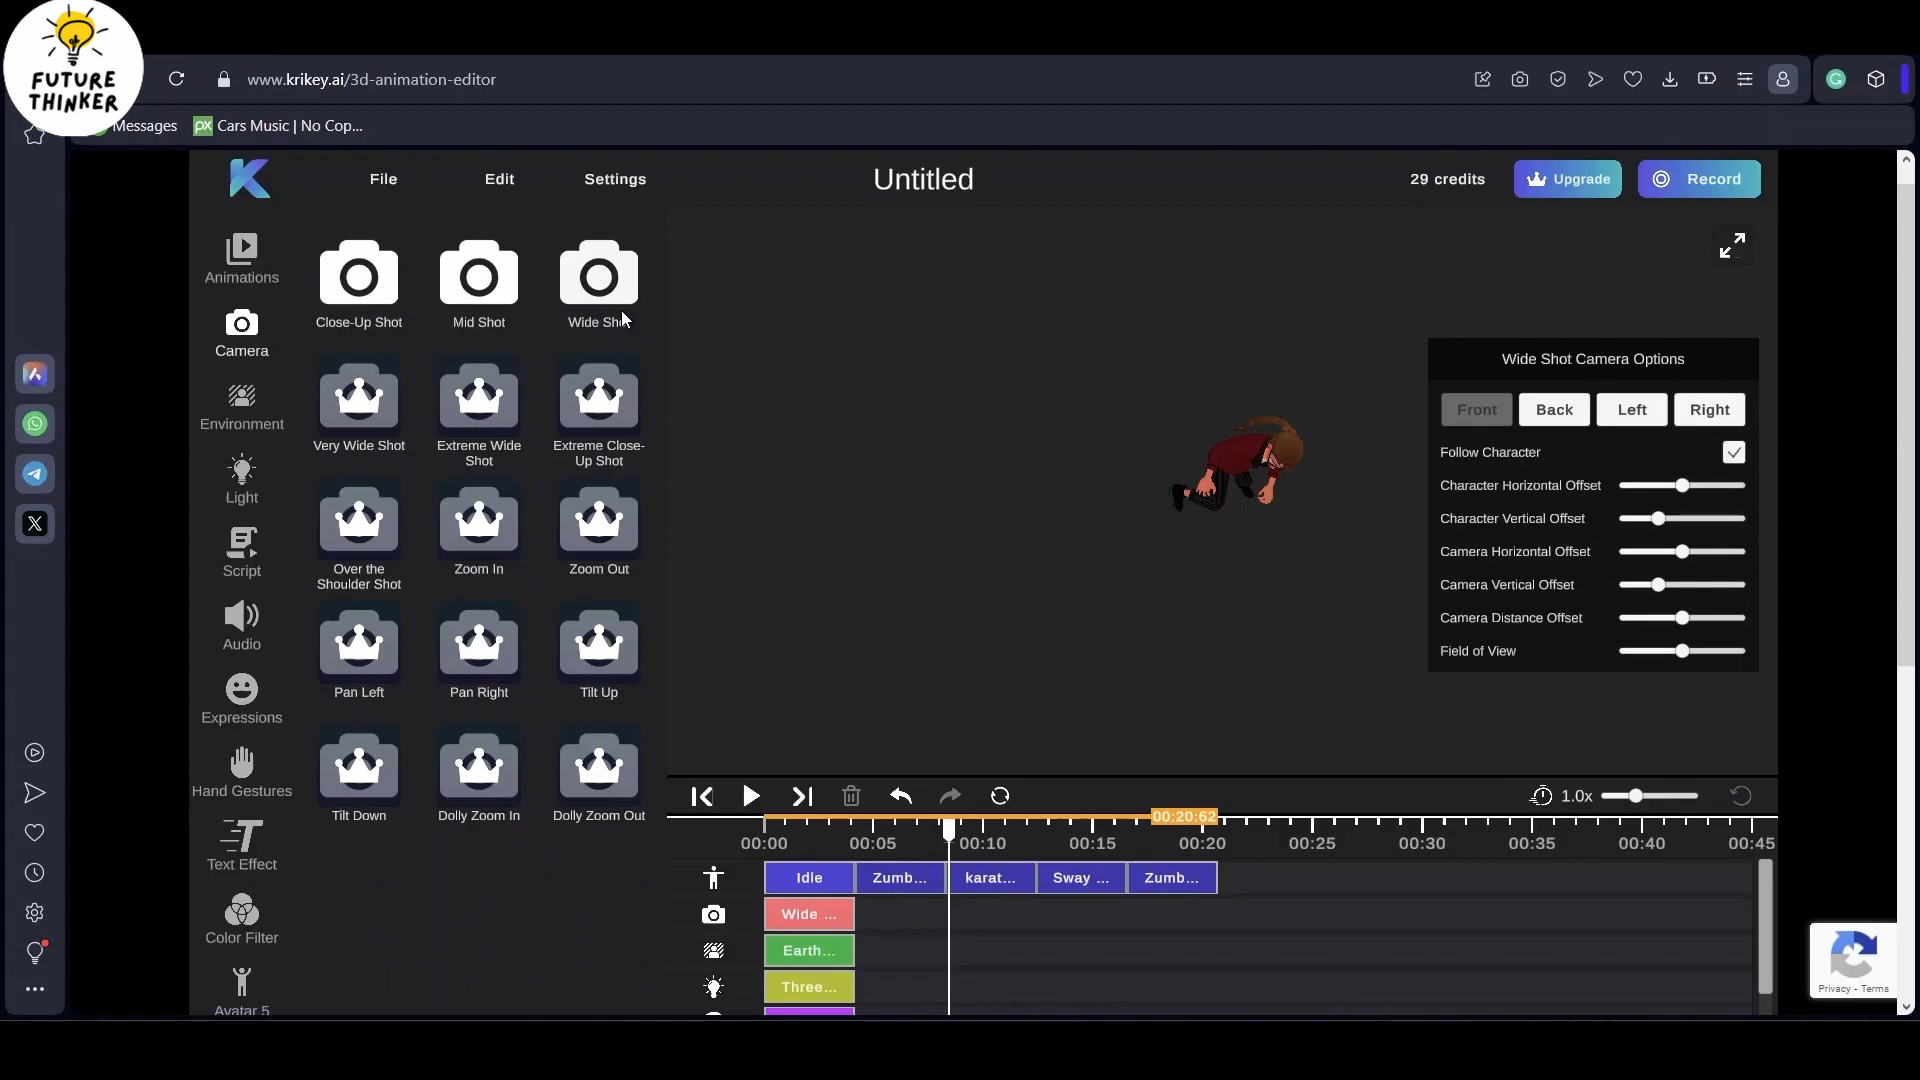 FUTURE
THINKER
www.krikey.ai/3d-animation-editor
Messages
Cars Music | No Cop...
File
Edit
Settings
Untitled
29 credits
Upgrade
Record
Animations
Camera
Environment
Light
Script
Audio
Expressions
Hand Gestures
Text Effect
Color Filter
Avatar 5
Close-Up Shot
Mid Shot
Wide Sho
Very Wide Shot
Extreme Wide
Shot
Extreme Close-
Up Shot
Over the
Shoulder Shot
Zoom In
Zoom Out
Pan Left
Pan Right
Tilt Up
Tilt Down
Dolly Zoom In
Dolly Zoom Out
Wide Shot Camera Options
Front
Back
Left
Right
Follow Character
Character Horizontal Offset
Character Vertical Offset
Camera Horizontal Offset
Camera Vertical Offset
Camera Distance Offset
Field of View
1.0x
00:20:62
00:00
00:05
00:10
00:15
00:20
00:25
00:30
00:35
00:40
00:45
Idle
Zumb...
karat...
Sway ...
Zumb...
Wide ...
Earth...
Three...
Privacy - Terms